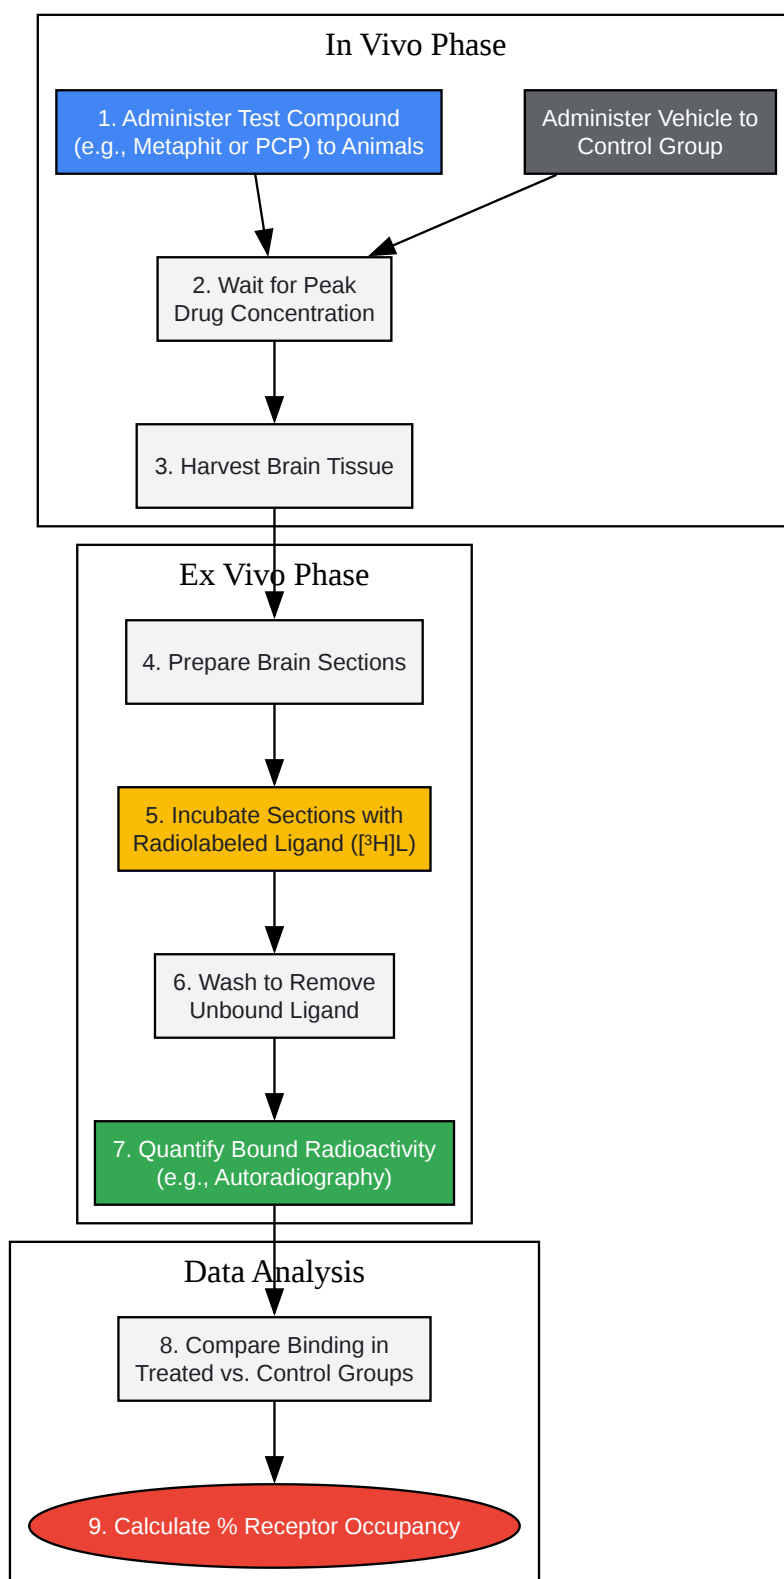 In Vivo Phase
1. Administer Test Compound
(e.g., Metaphit or PCP) to Animals
Administer Vehicle to
Control Group
2. Wait for Peak
Drug Concentration
3. Harvest Brain Tissue
Ex Vivo Phase
4. Prepare Brain Sections
5. Incubate Sections with
Radiolabeled Ligand ([³H]L)
6. Wash to Remove
Unbound Ligand
7. Quantify Bound Radioactivity
(e.g., Autoradiography)
Data Analysis
8. Compare Binding in
Treated vs. Control Groups
9. Calculate % Receptor Occupancy